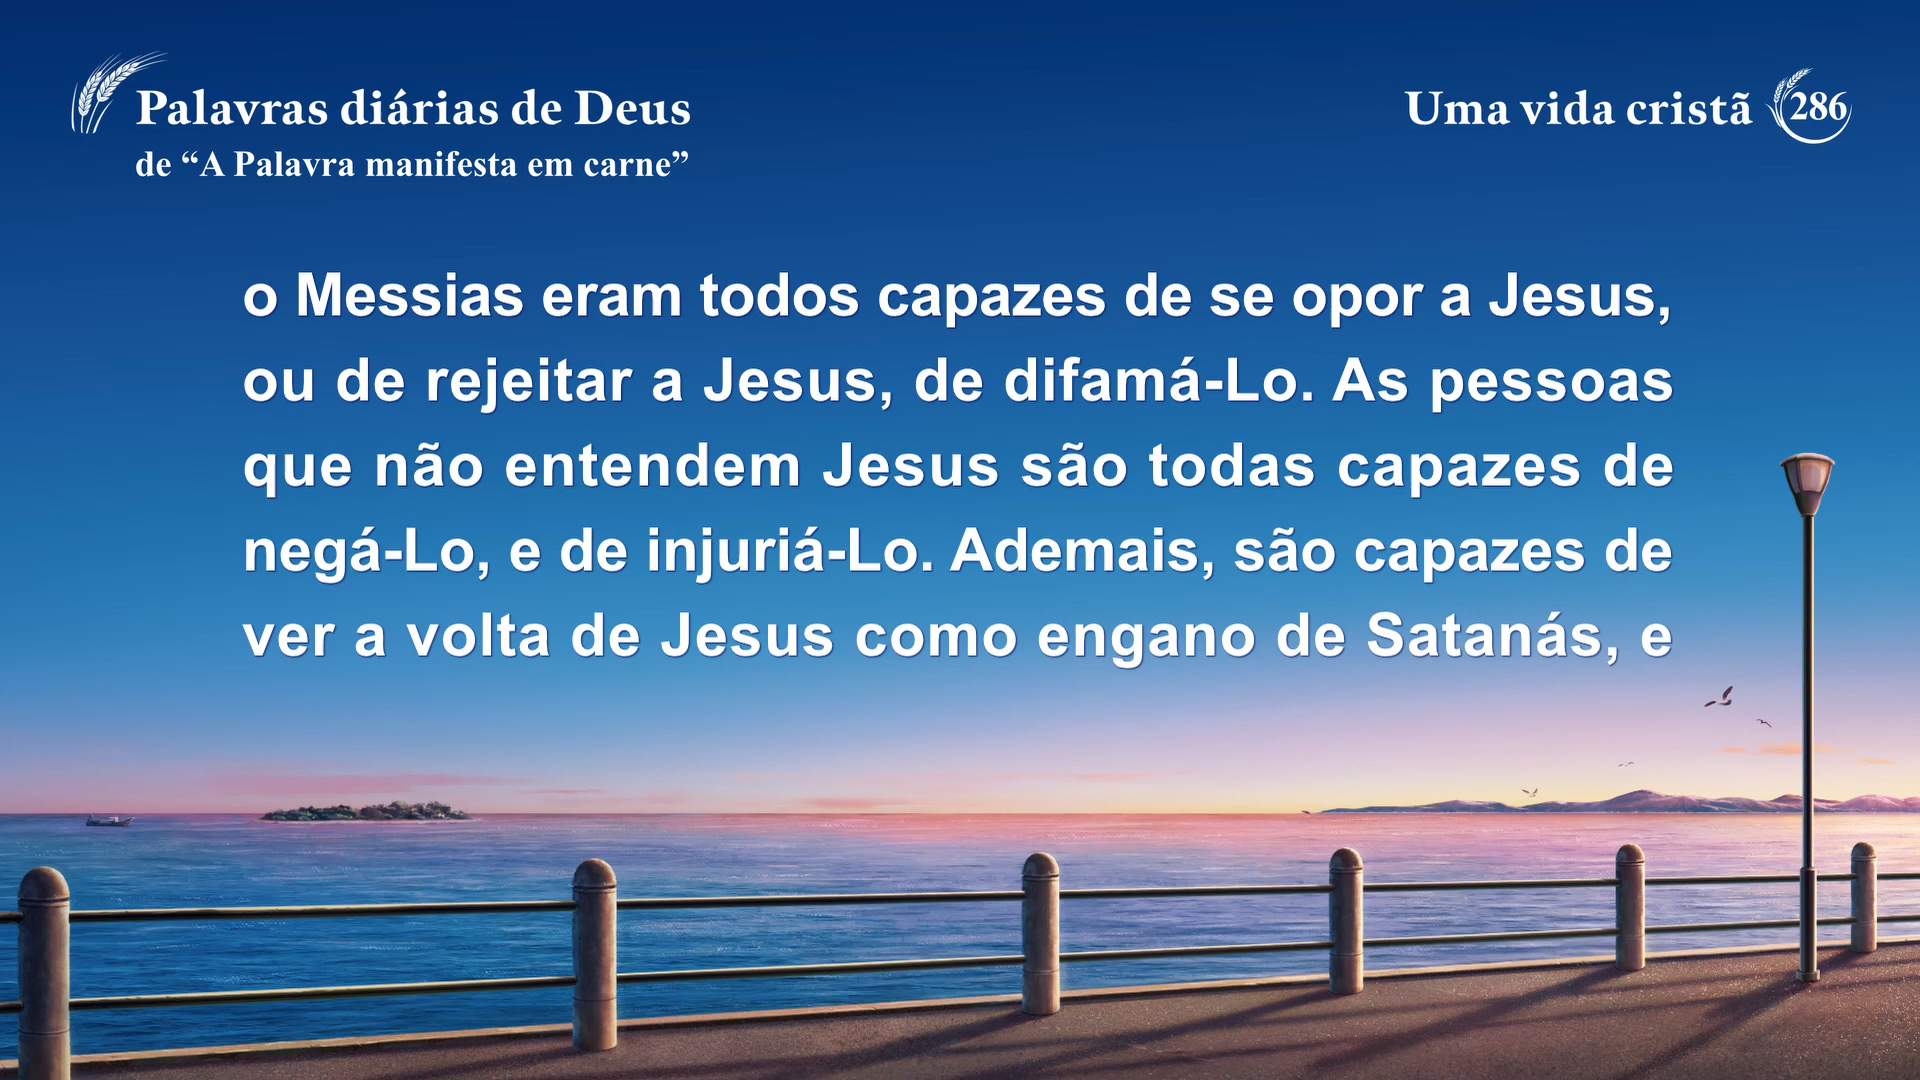 Palavras diárias de Deus
de “A Palavra manifesta em carne”
Uma vida cristã 286
o Messias eram todos capazes de se opor a Jesus,
ou de rejeitar a Jesus, de difamá-Lo. As pessoas
que não entendem Jesus são todas capazes de
negá-Lo, e de injuriá-Lo. Ademais, são capazes de
ver a volta de Jesus como engano de Satanás, e